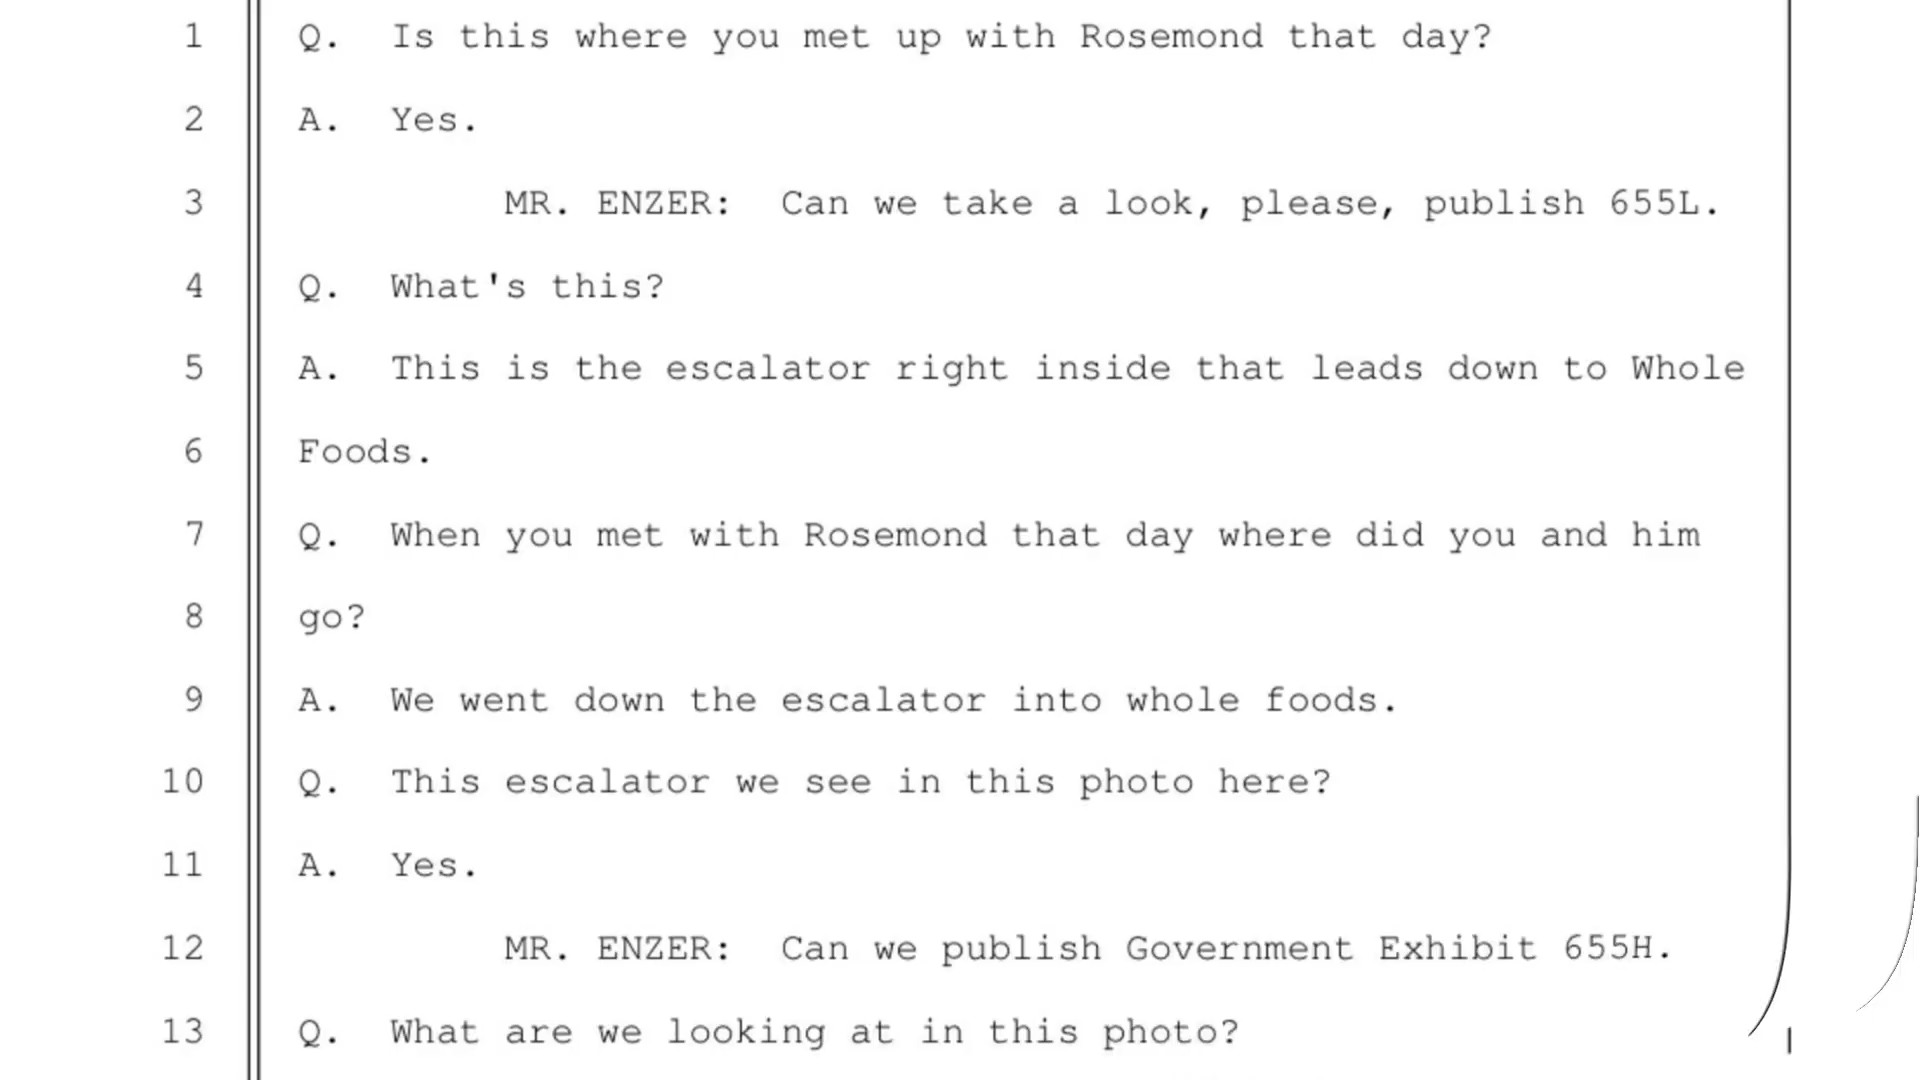 1 Q. Is this where you met up with Rosemond that day?
2 A. Yes.
3 MR. ENZER: Can we take a look, please, publish 655L.
4 Q. What's this?
5 A. This is the escalator right inside that leads down to Whole
6 Foods.
7 Q. When you met with Rosemond that day where did you and him
8 go?
9 A. We went down the escalator into whole foods.
10 Q. This escalator we see in this photo here?
11 A. Yes.
12 MR. ENZER: Can we publish Government Exhibit 655H.
13 Q. What are we looking at in this photo?